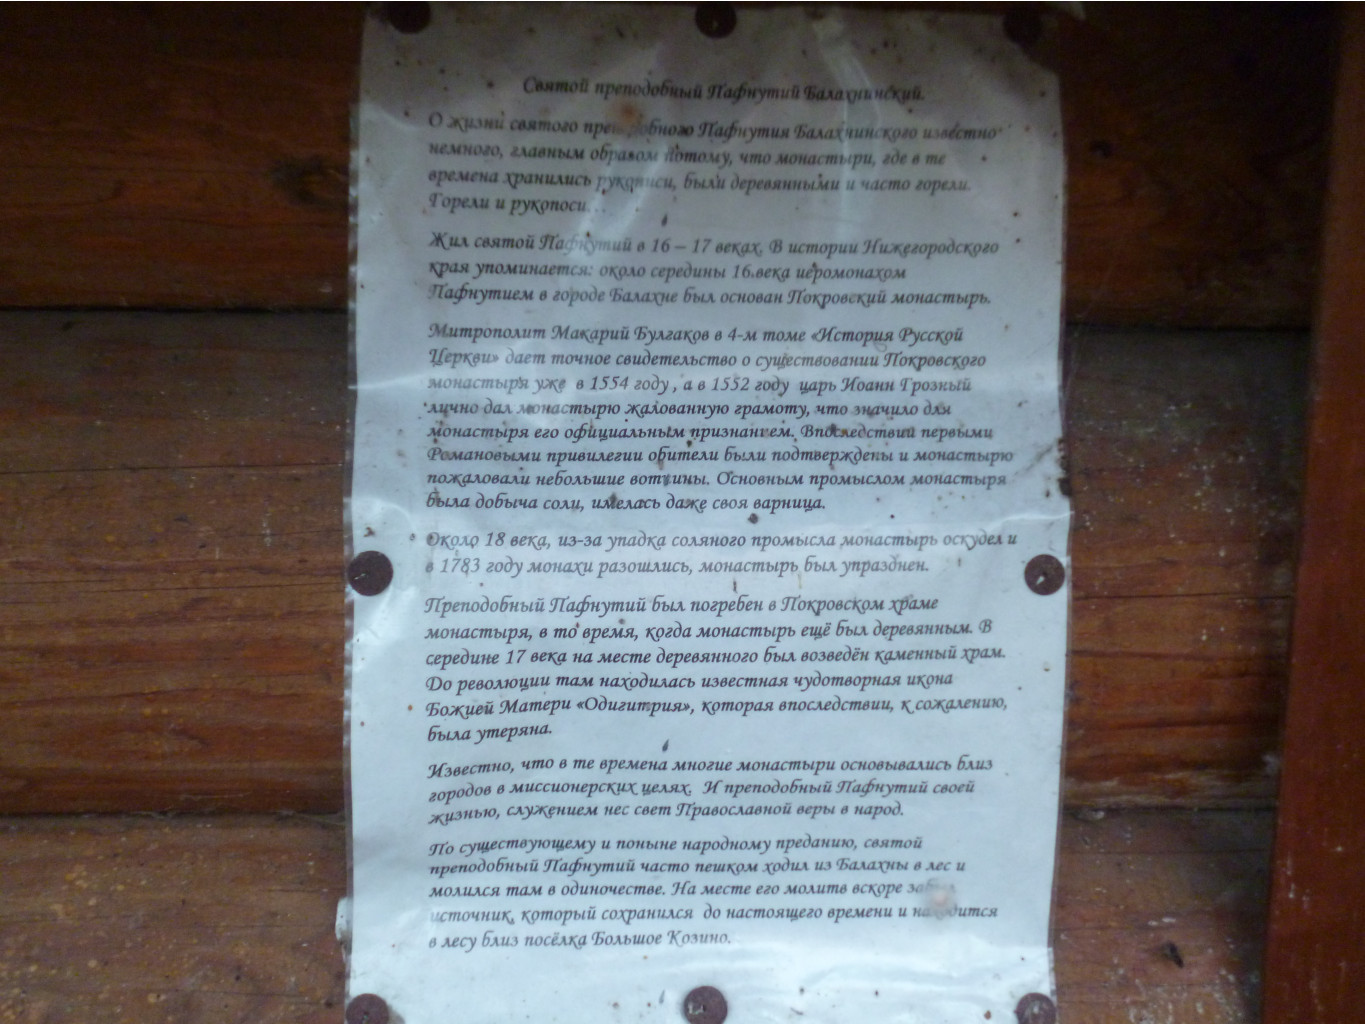 Святой преподобный Пафнутий Балахнинский.
О жизни святого преподобного Пафнутия Балахнинского известно
немного, главным образом потому, что монастыри, где в те
времена хранились рукописи, были деревянными и часто горели.
Горели и рукопоси...
Жил святой Пафнутий в 16 – 17 веках. В истории Нижегородского
края упоминается: около середины 16.века иеромонахом
Пафнутием в городе Балахне был основан Покровский монастырь.
Митрополит Макарий Булгаков в 4-м томе «История Русской
Церкви» дает точное свидетельство о существовании Покровского
монастыря уже в 1554 году , а в 1552 году царь Иоанн Грозный
лично дал монастырю жалованную грамоту, что значило для
монастыря его официальным признанием. Впоследствии первыми
Романовыми привилегии обители были подтверждены и монастырю
пожаловали небольшие вотчины. Основным промыслом монастыря
была добыча соли, имелась даже своя варница.
Около 18 века, из-за упадка соляного промысла монастырь оскудел и
в 1783 году монахи разошлись, монастырь был упразднен.
Преподобный Пафнутий был погребен в Покровском храме
монастыря, в то время, когда монастырь ещё был деревянным. В
середине 17 века на месте деревянного был возведён каменный храм.
До революции там находилась известная чудотворная икона
Божией Матери «Одигитрия», которая впоследствии, к сожалению,
была утеряна.
Известно, что в те времена многие монастыри основывались близ
городов в миссионерских целях. И преподобный Пафнутий своей
жизнью, служением нес свет Православной веры в народ.
По существующему и поныне народному преданию, святой
преподобный Пафнутий часто пешком ходил из Балахны в лес и
молился там в одиночестве. На месте его молитв вскоре забил
источник, который сохранился до настоящего времени и находится
в лесу близ посёлка Большое Козино.